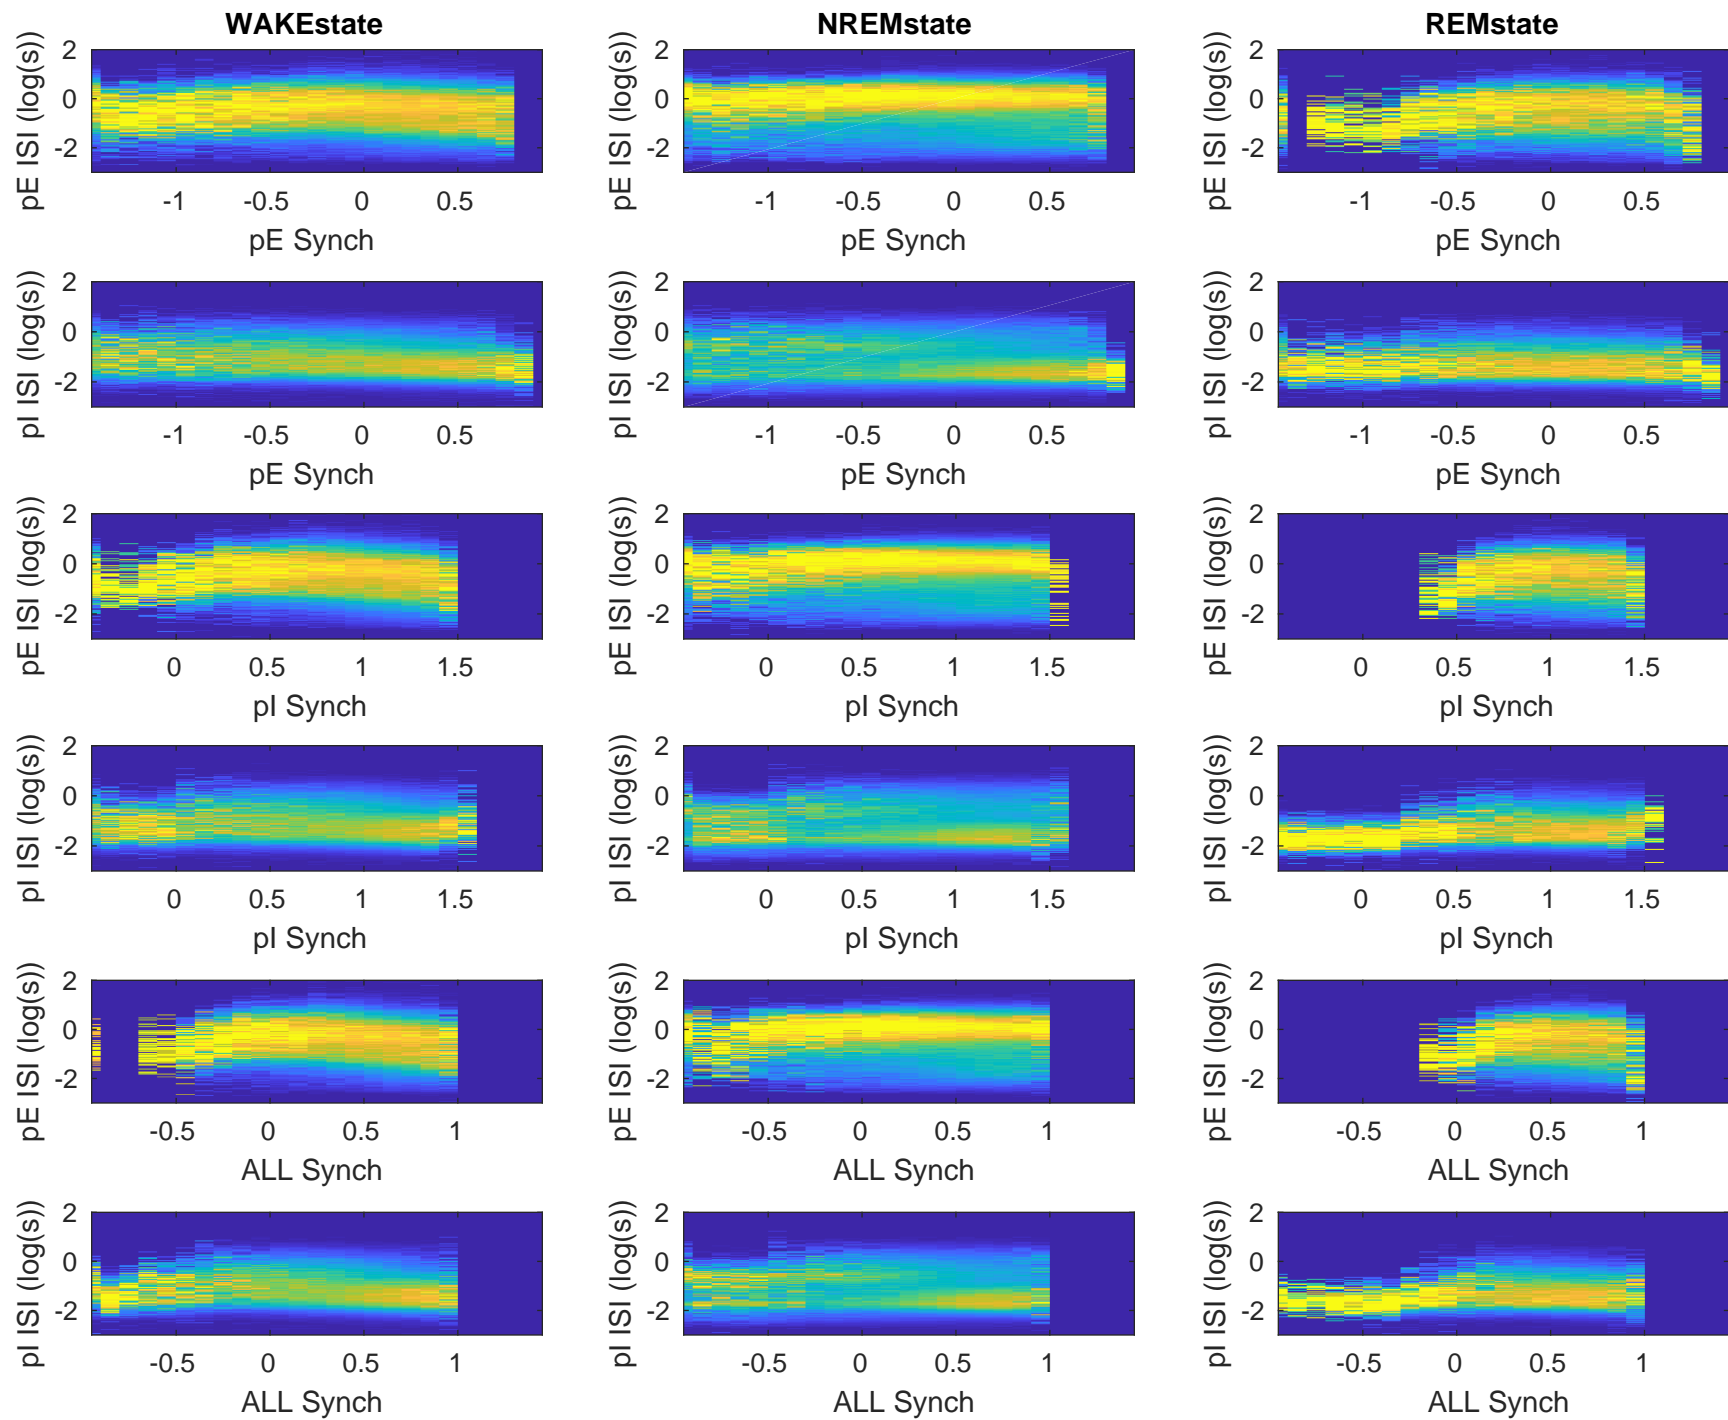 WAKEstate NREMstate REMstate
2 2 2
pE ISI (log(s)) 0 pE ISI (log(s)) 0 pE ISI (log(s)) 0
-2 -2 -2
-1 -0.5 0 0.5 -1 -0.5 0 0.5 -1 -0.5 0 0.5
pE Synch pE Synch pE Synch
2 2 2
pI ISI (log(s)) 0 pI ISI (log(s)) 0 pI ISI (log(s)) 0
-2 -2 -2
-1 -0.5 0 0.5 -1 -0.5 0 0.5 -1 -0.5 0 0.5
pE Synch pE Synch pE Synch
2 2 2
pE ISI (log(s)) 0 pE ISI (log(s)) 0 pE ISI (log(s)) 0
-2 -2 -2
0 0.5 1 1.5 0 0.5 1 1.5 0 0.5 1 1.5
pI Synch pI Synch pI Synch
2 2 2
pI ISI (log(s)) 0 pI ISI (log(s)) 0 pI ISI (log(s)) 0
-2 -2 -2
0 0.5 1 1.5 0 0.5 1 1.5 0 0.5 1 1.5
pI Synch pI Synch pI Synch
2 2 2
pE ISI (log(s)) 0 pE ISI (log(s)) 0 pE ISI (log(s)) 0
-2 -2 -2
-0.5 0 0.5 1 -0.5 0 0.5 1 -0.5 0 0.5 1
ALL Synch ALL Synch ALL Synch
2 2 2
pI ISI (log(s)) 0 pI ISI (log(s)) 0 pI ISI (log(s)) 0
-2 -2 -2
-0.5 0 0.5 1 -0.5 0 0.5 1 -0.5 0 0.5 1
ALL Synch ALL Synch ALL Synch